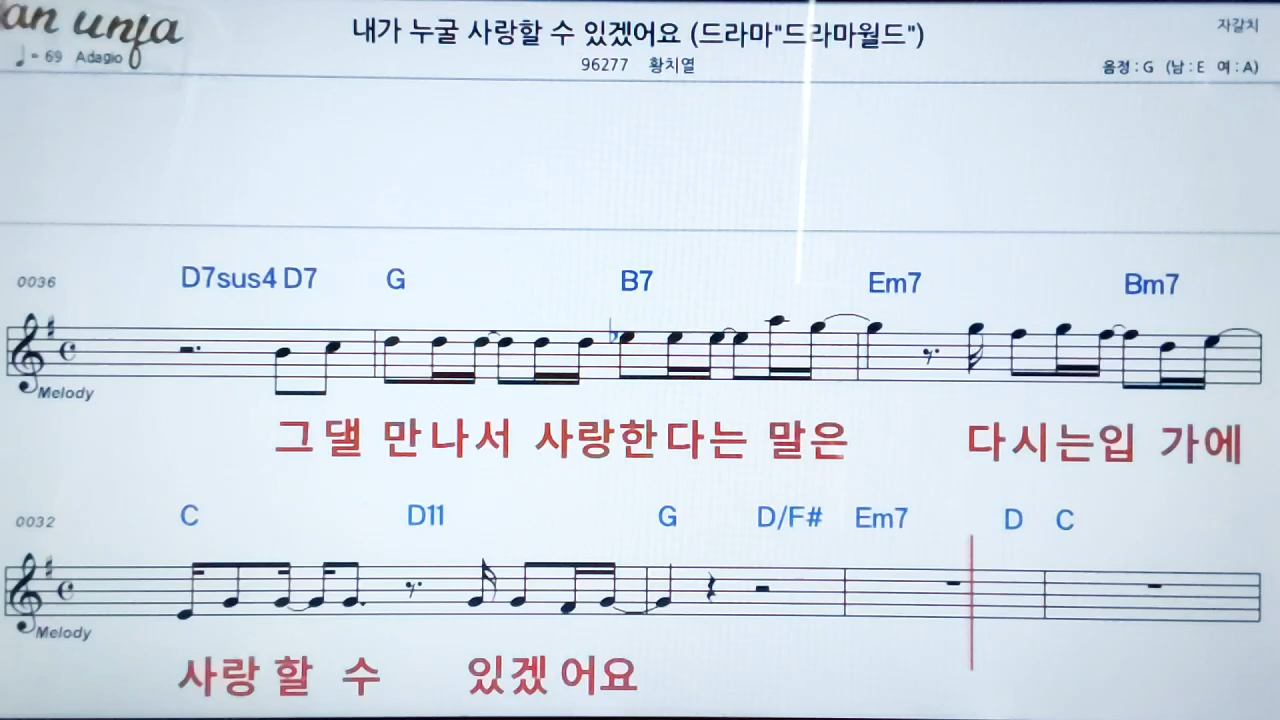 an unja
내가 누굴 사랑할 수 있겠어요 (드라마"드라마월드")
자갈치
♩= 69 Adagio
96277 황치열
음정 : G (남 : E 여 : A)
0036
D7sus4 D7 G B7 Em7 Bm7
Melody
그댈 만나서 사랑한다는 말은 다시는입 가에
0032
C D11 G D/F# Em7 D C
Melody
사랑 할 수 있겠 어요